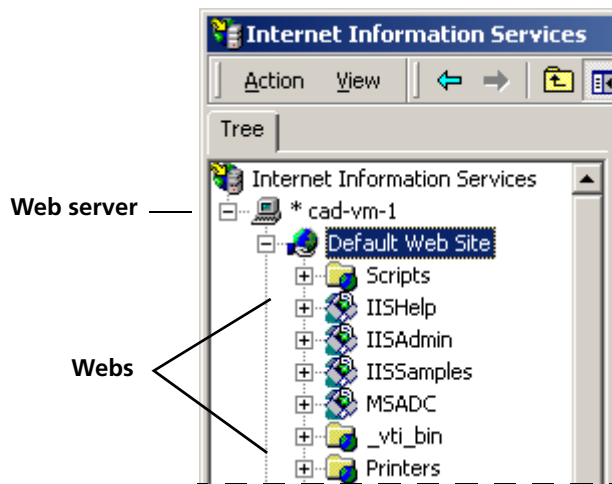 Internet Information Services
Action View
Tree
Internet Information Services
Web server
* cad-vm-1
Default Web Site
Scripts
IISHelp
IISAdmin
Webs
IISSamples
MSADC
_vti_bin
Printers